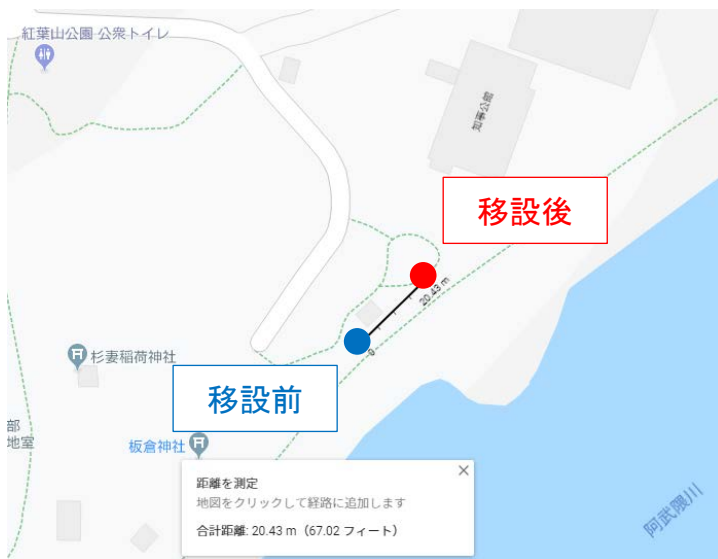 紅葉山公園 公衆トイレ
知事公館
移設後
20.43 m
0
杉妻稲荷神社
移設前
部
地室
板倉神社
距離を測定
地図をクリックして経路に追加します
合計距離: 20.43 m（67.02 フィート）
阿武隈川